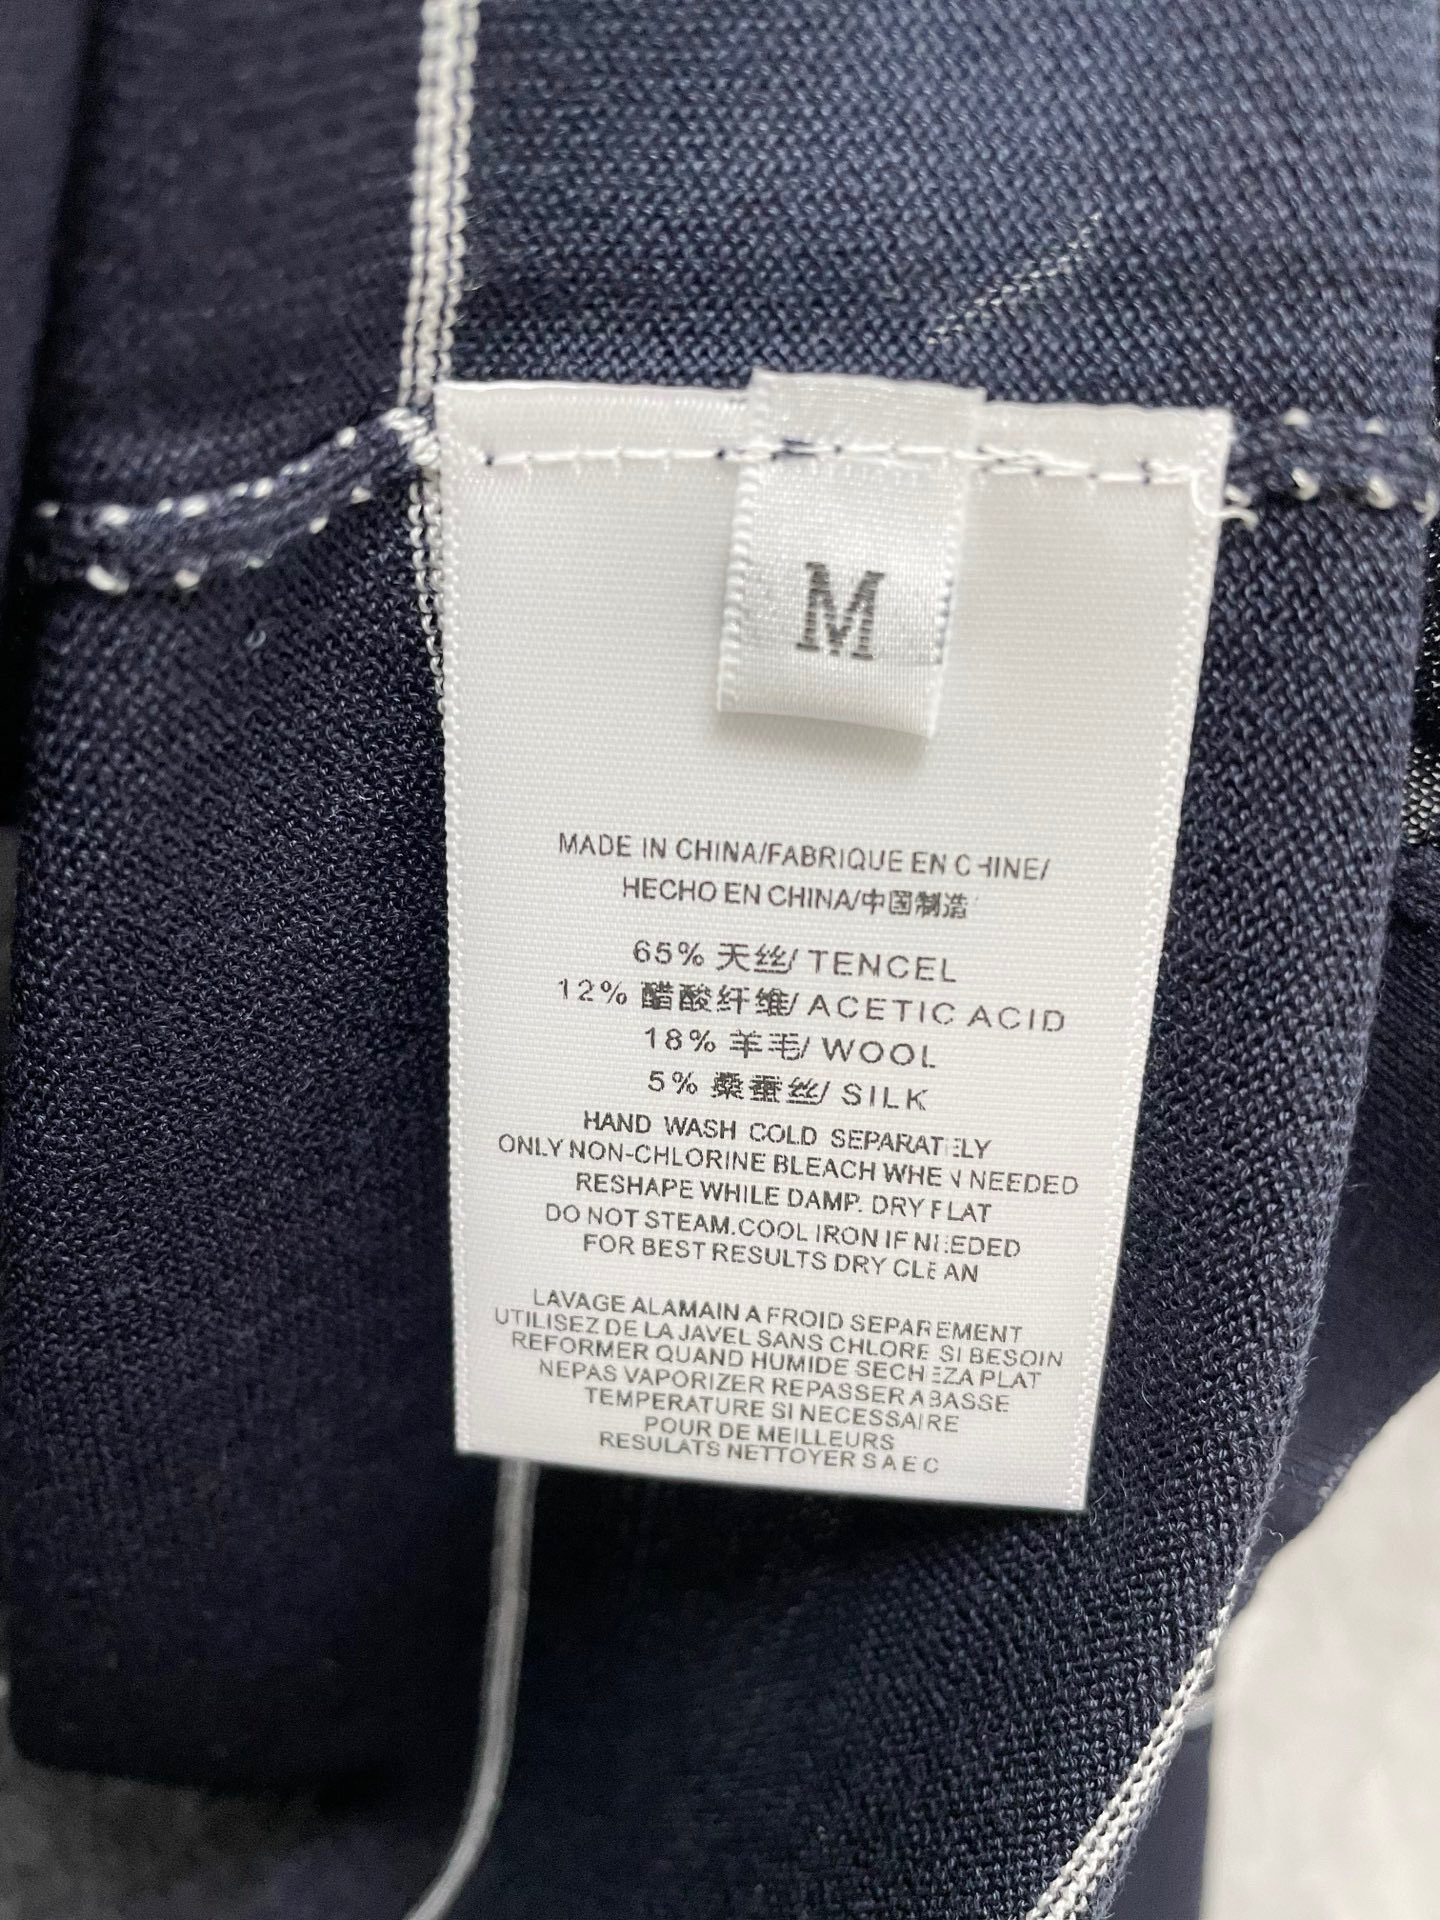 M
MADE IN CHINA/FABRIQUE EN CHINE/
HECHO EN CHINA/中国制造
65% 天丝/ TENCEL
12% 醋酸纤维/ ACETIC ACID
18% 羊毛/ WOOL
5% 桑蚕丝/ SILK
HAND WASH COLD SEPARATELY
ONLY NON-CHLORINE BLEACH WHEN NEEDED
RESHAPE WHILE DAMP. DRY FLAT
DO NOT STEAM.COOL IRON IF NEEDED
FOR BEST RESULTS DRY CLEAN
LAVAGE ALAMAIN A FROID SEPAREMENT
UTILISEZ DE LA JAVEL SANS CHLORE SI BESOIN
REFORMER QUAND HUMIDE SECHEZA PLAT
NEPAS VAPORIZER REPASSER A BASSE
TEMPERATURE SI NECESSAIRE
POUR DE MEILLEURS
RESULATS NETTOYER S A E C